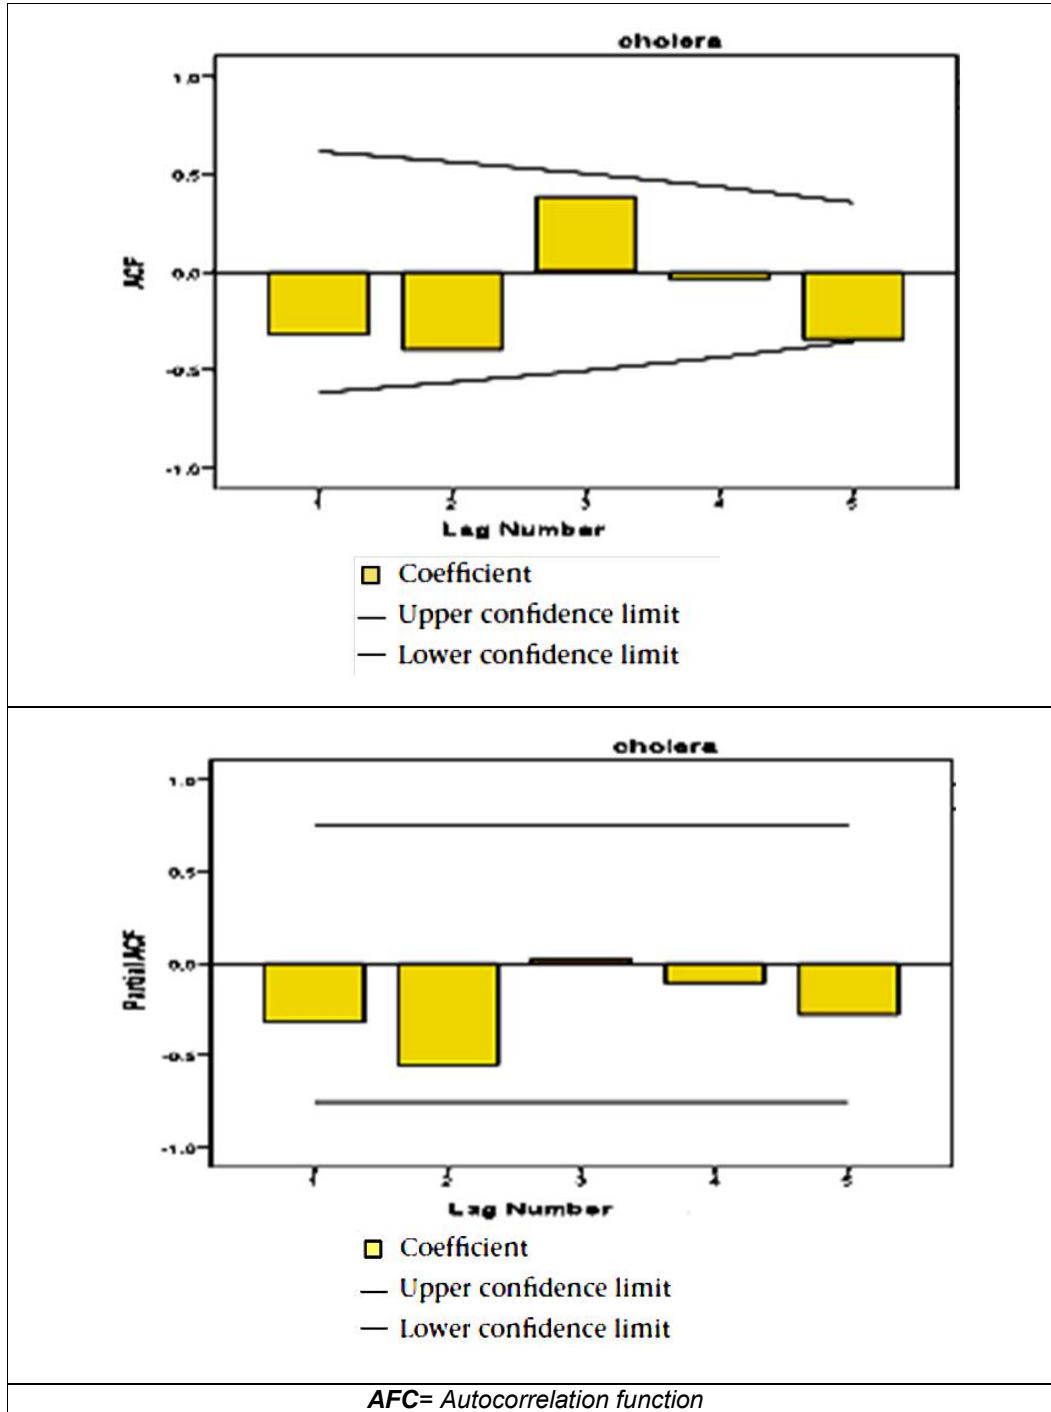 cholera
1.0
0.5
0.0
-0.5
-1.0
ACF
1 2 3 4 5
Lag Number
Coefficient
Upper confidence limit
Lower confidence limit
cholera
1.0
0.5
0.0
-0.5
-1.0
Partial ACF
1 2 3 4 5
Lag Number
Coefficient
Upper confidence limit
Lower confidence limit
AFC= Autocorrelation function